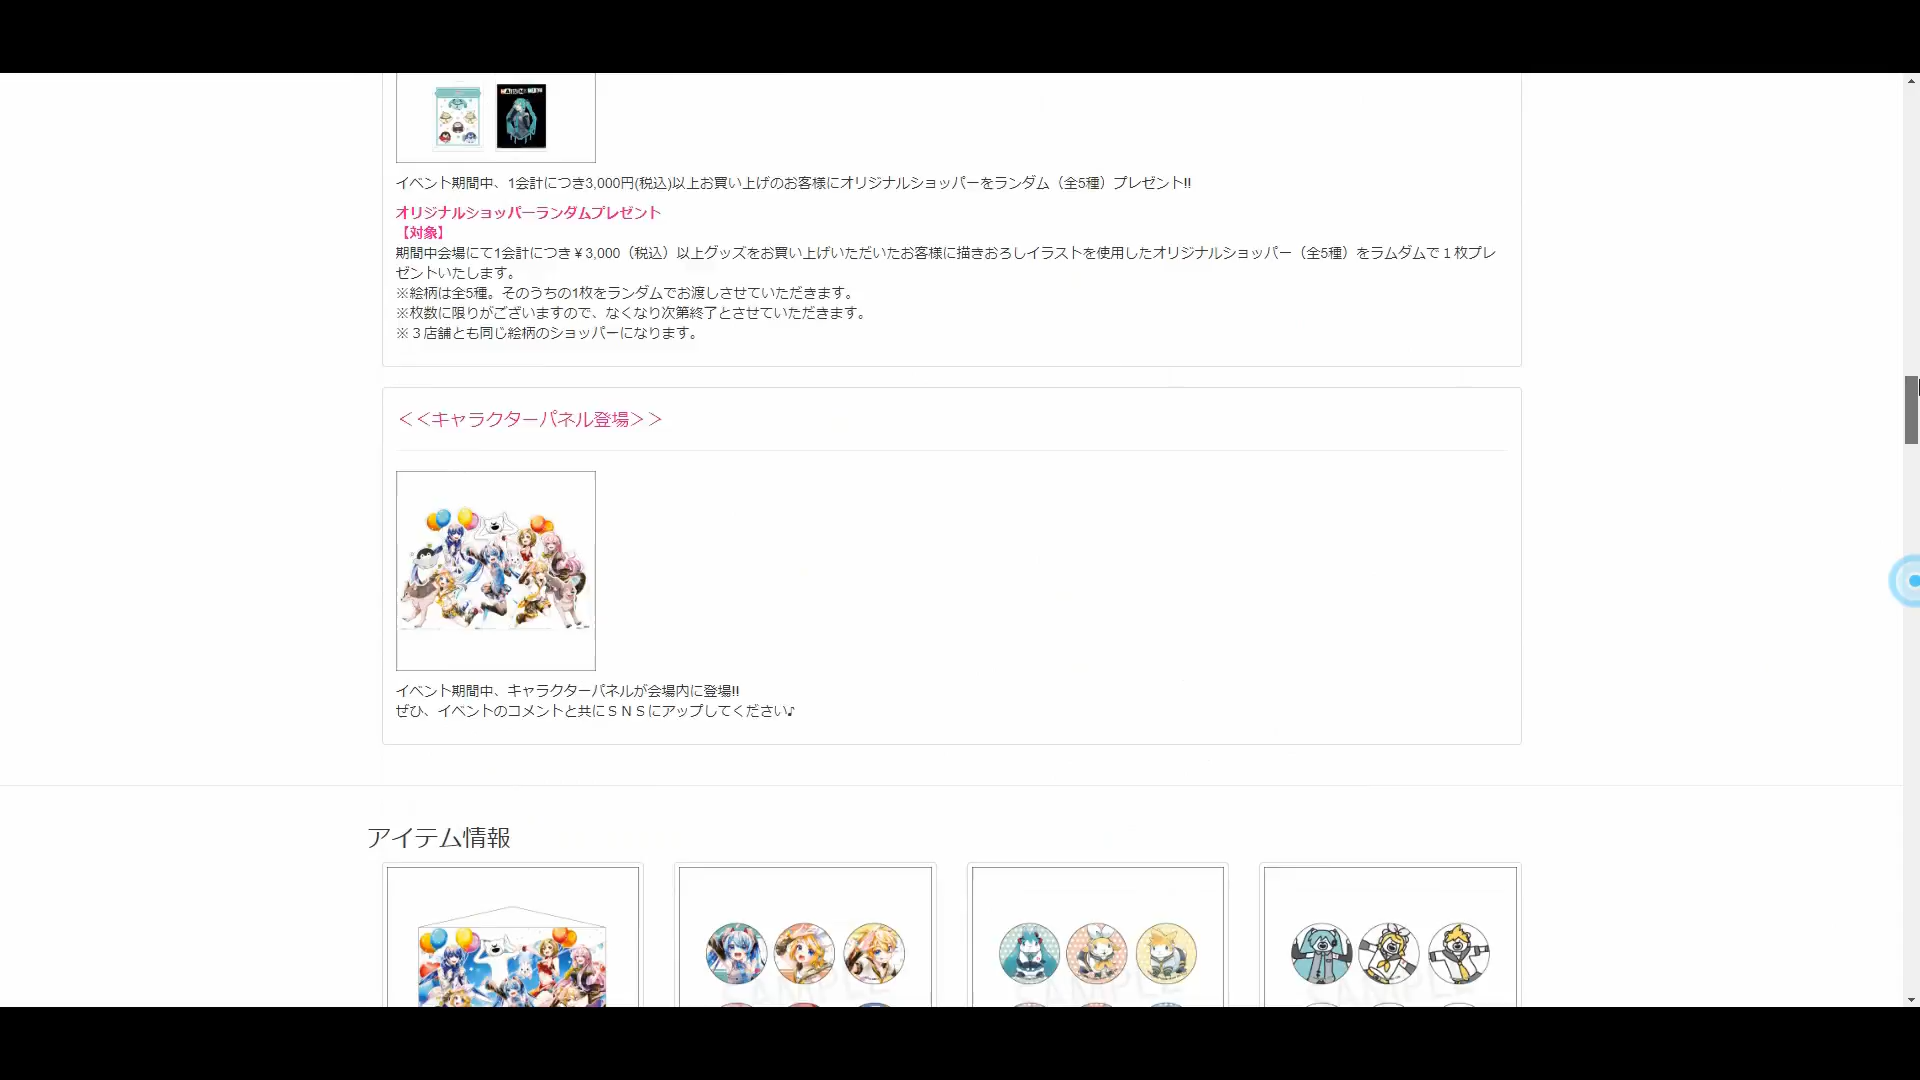 イベント期間中、1会計につき3,000円(税込)以上お買い上げのお客様にオリジナルショッパーをランダム（全5種）プレゼント!!
オリジナルショッパーランダムプレゼント
【対象】
期間中会場にて1会計につき￥3,000（税込）以上グッズをお買い上げいただいたお客様に描きおろしイラストを使用したオリジナルショッパー（全5種）をラムダムで１枚プレ
ゼントいたします。
※絵柄は全5種。そのうちの1枚をランダムでお渡しさせていただきます。
※枚数に限りがございますので、なくなり次第終了とさせていただきます。
※３店舗とも同じ絵柄のショッパーになります。
＜＜キャラクターパネル登場＞＞
イベント期間中、キャラクターパネルが会場内に登場!!
ぜひ、イベントのコメントと共にＳＮＳにアップしてください♪
アイテム情報